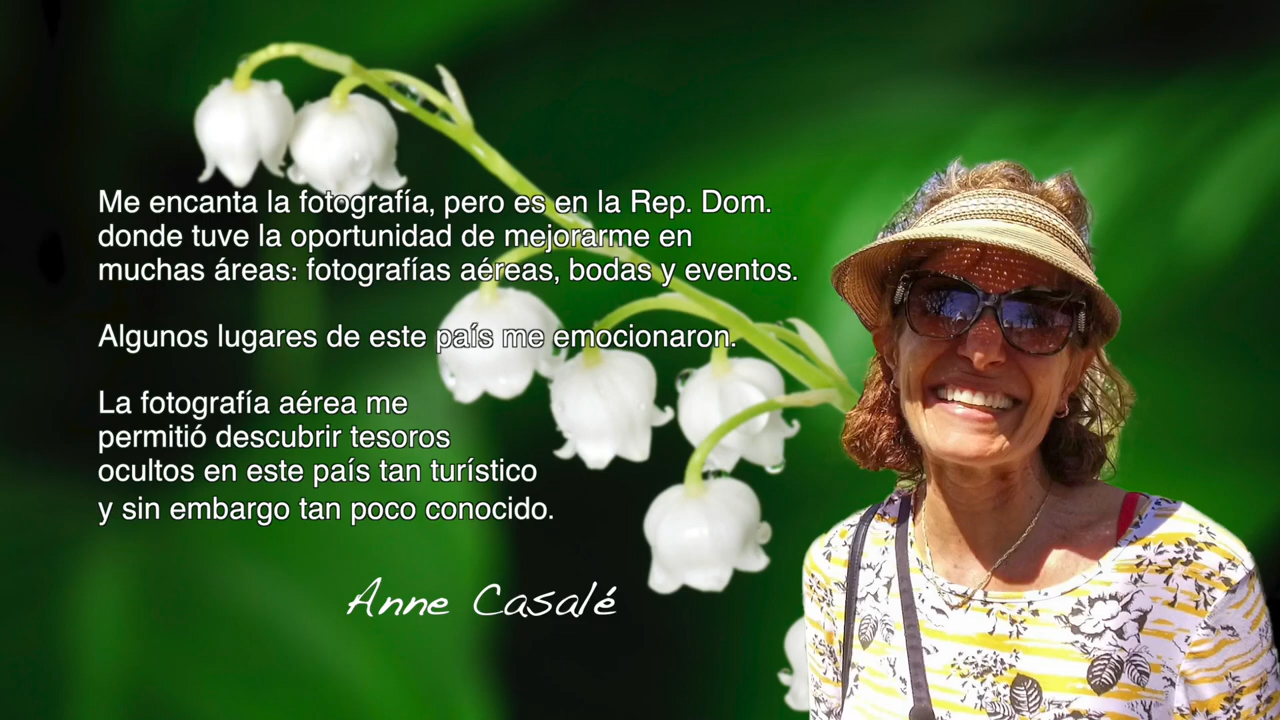 Me encanta la fotografía, pero es en la Rep. Dom.
donde tuve la oportunidad de mejorarme en
muchas áreas: fotografías aéreas, bodas y eventos.
Algunos lugares de este país me emocionaron.
La fotografía aérea me
permitió descubrir tesoros
ocultos en este país tan turístico
y sin embargo tan poco conocido.
Anne Casalé